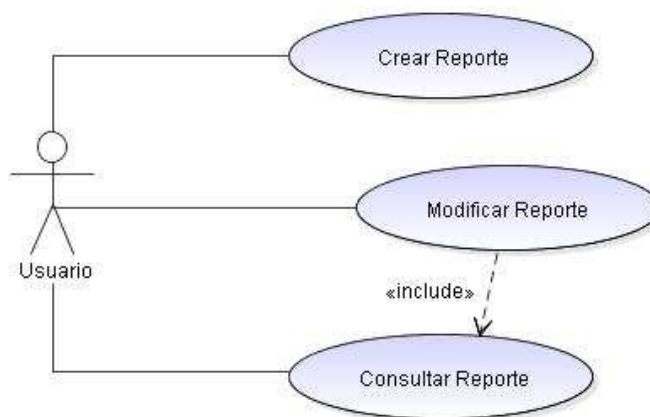 Crear Reporte
Modificar Reporte
Usuario
«include»
Consultar Reporte